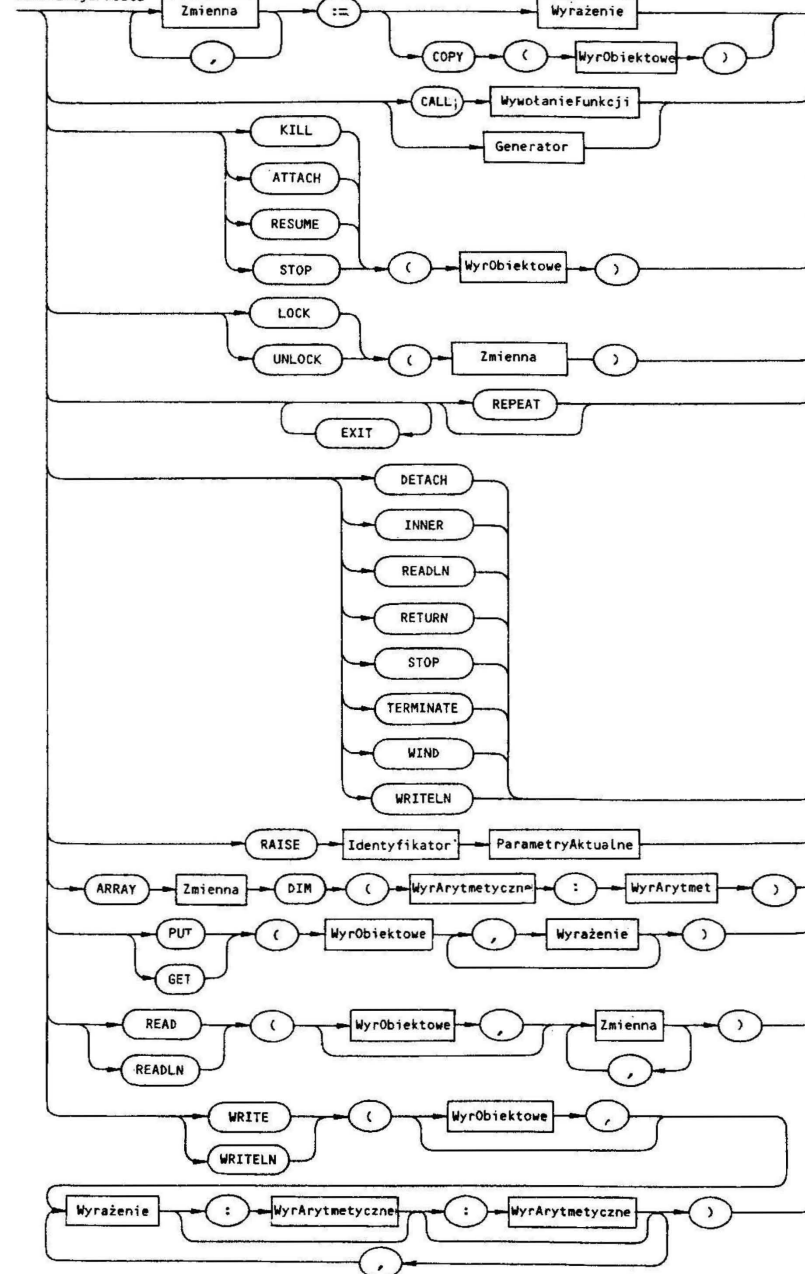 Zmienna := Wyrażenie
, COPY ( WyrObiektowe )
CALL; WywołanieFunkcji
KILL Generator
ATTACH
RESUME
STOP ( WyrObiektowe )
LOCK
UNLOCK ( Zmienna )
REPEAT
EXIT
DETACH
INNER
READLN
RETURN
STOP
TERMINATE
WIND
WRITELN
RAISE Identyfikator ParametryAktualne
ARRAY Zmienna DIM ( WyrArytmetyczne : WyrArytmet )
PUT ( WyrObiektowe , Wyrażenie )
GET
READ ( WyrObiektowe , Zmienna )
READLN ,
WRITE ( WyrObiektowe ,
WRITELN
Wyrażenie : WyrArytmetyczne : WyrArytmetyczne )
,